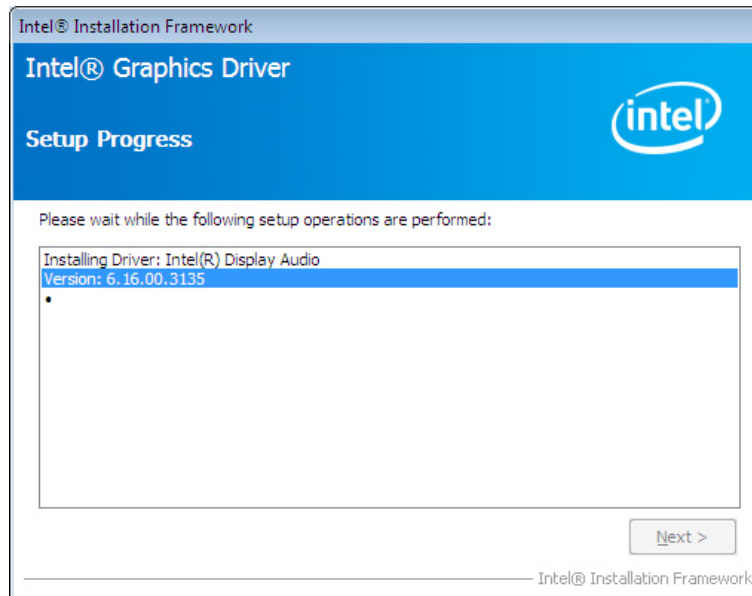 Intel® Installation Framework
Intel® Graphics Driver
intel®
Setup Progress
Please wait while the following setup operations are performed:
Installing Driver: Intel(R) Display Audio
Version: 6.16.00.3135
•
Next >
Intel® Installation Framework